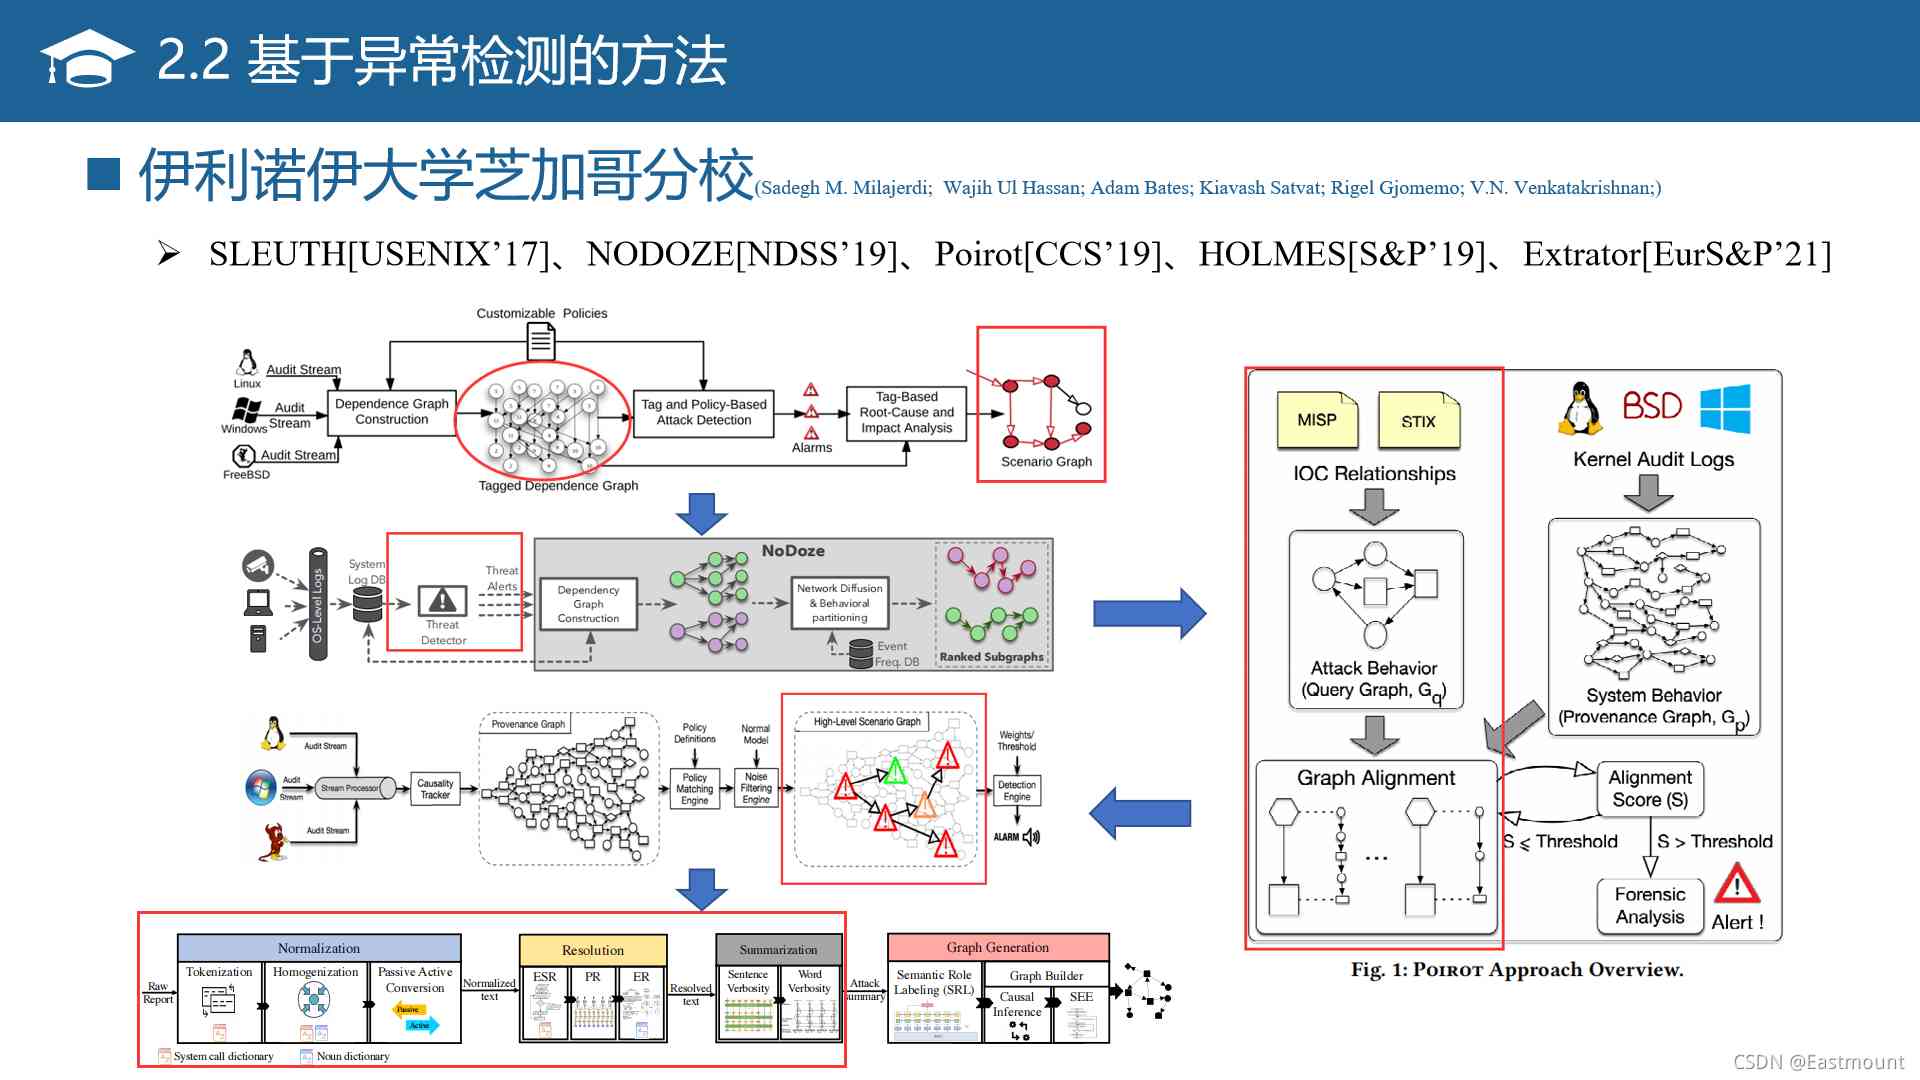 2.2 基于异常检测的方法
伊利诺伊大学芝加哥分校(Sadegh M. Milajerdi; Wajih Ul Hassan; Adam Bates; Kiavash Satvat; Rigel Gjomemo; V.N. Venkatakrishnan;)
SLEUTH[USENIX’17]、NODOZE[NDSS’19]、Poirot[CCS’19]、HOLMES[S&P’19]、Extrator[EurS&P’21]
Customizable Policies
Linux
Audit Stream
Windows
Audit
Stream
FreeBSD
Audit Stream
Dependence Graph
Construction
Tagged Dependence Graph
Tag and Policy-Based
Attack Detection
Alarms
Tag-Based
Root-Cause and
Impact Analysis
Scenario Graph
OS-Level Logs
System
Log DB
Threat
Detector
Threat
Alerts
NoDoze
Dependency
Graph
Construction
Network Diffusion
& Behavioral
partitioning
Event
Freq. DB
Ranked Subgraphs
Audit Stream
Audit
Stream
Audit Stream
Stream Processor
Causality
Tracker
Provenance Graph
Policy
Definitions
Policy
Matching
Engine
Normal
Model
Noise
Filtering
Engine
High-Level Scenario Graph
Weights/
Threshold
Detection
Engine
ALARM
Raw
Report
Normalization
Tokenization
Homogenization
Passive Active
Conversion
Passive
Active
System call dictionary
Noun dictionary
Normalized
text
Resolution
ESR
PR
ER
Resolved
text
Summarization
Sentence
Verbosity
Word
Verbosity
Attack
summary
Graph Generation
Semantic Role
Labeling (SRL)
Graph Builder
Causal
Inference
SEE
MISP
STIX
IOC Relationships
BSD
Kernel Audit Logs
Attack Behavior
(Query Graph, Gq)
System Behavior
(Provenance Graph, Gp)
Graph Alignment
...
Alignment
Score (S)
S ⩽ Threshold
S > Threshold
Forensic
Analysis
Alert !
Fig. 1: POIROT Approach Overview.
CSDN @Eastmount